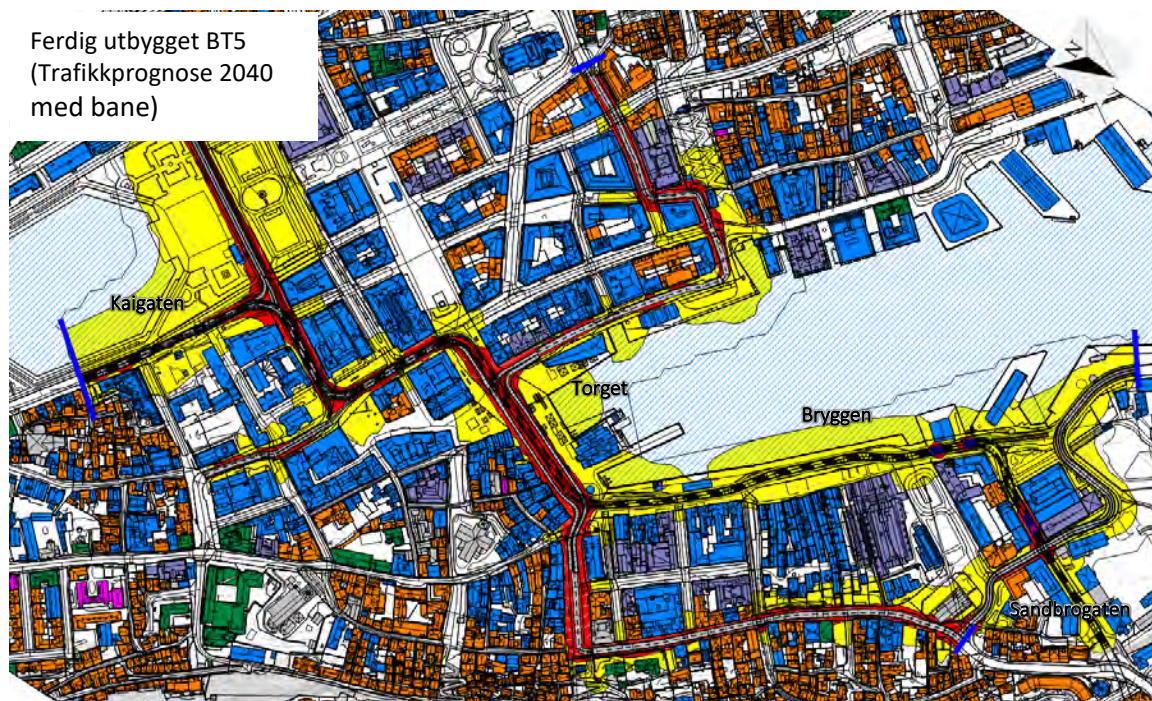 Ferdig utbygget BT5
(Trafikkprognose 2040
med bane)
N
Kaigaten
Torget
Bryggen
Sandbrogaten